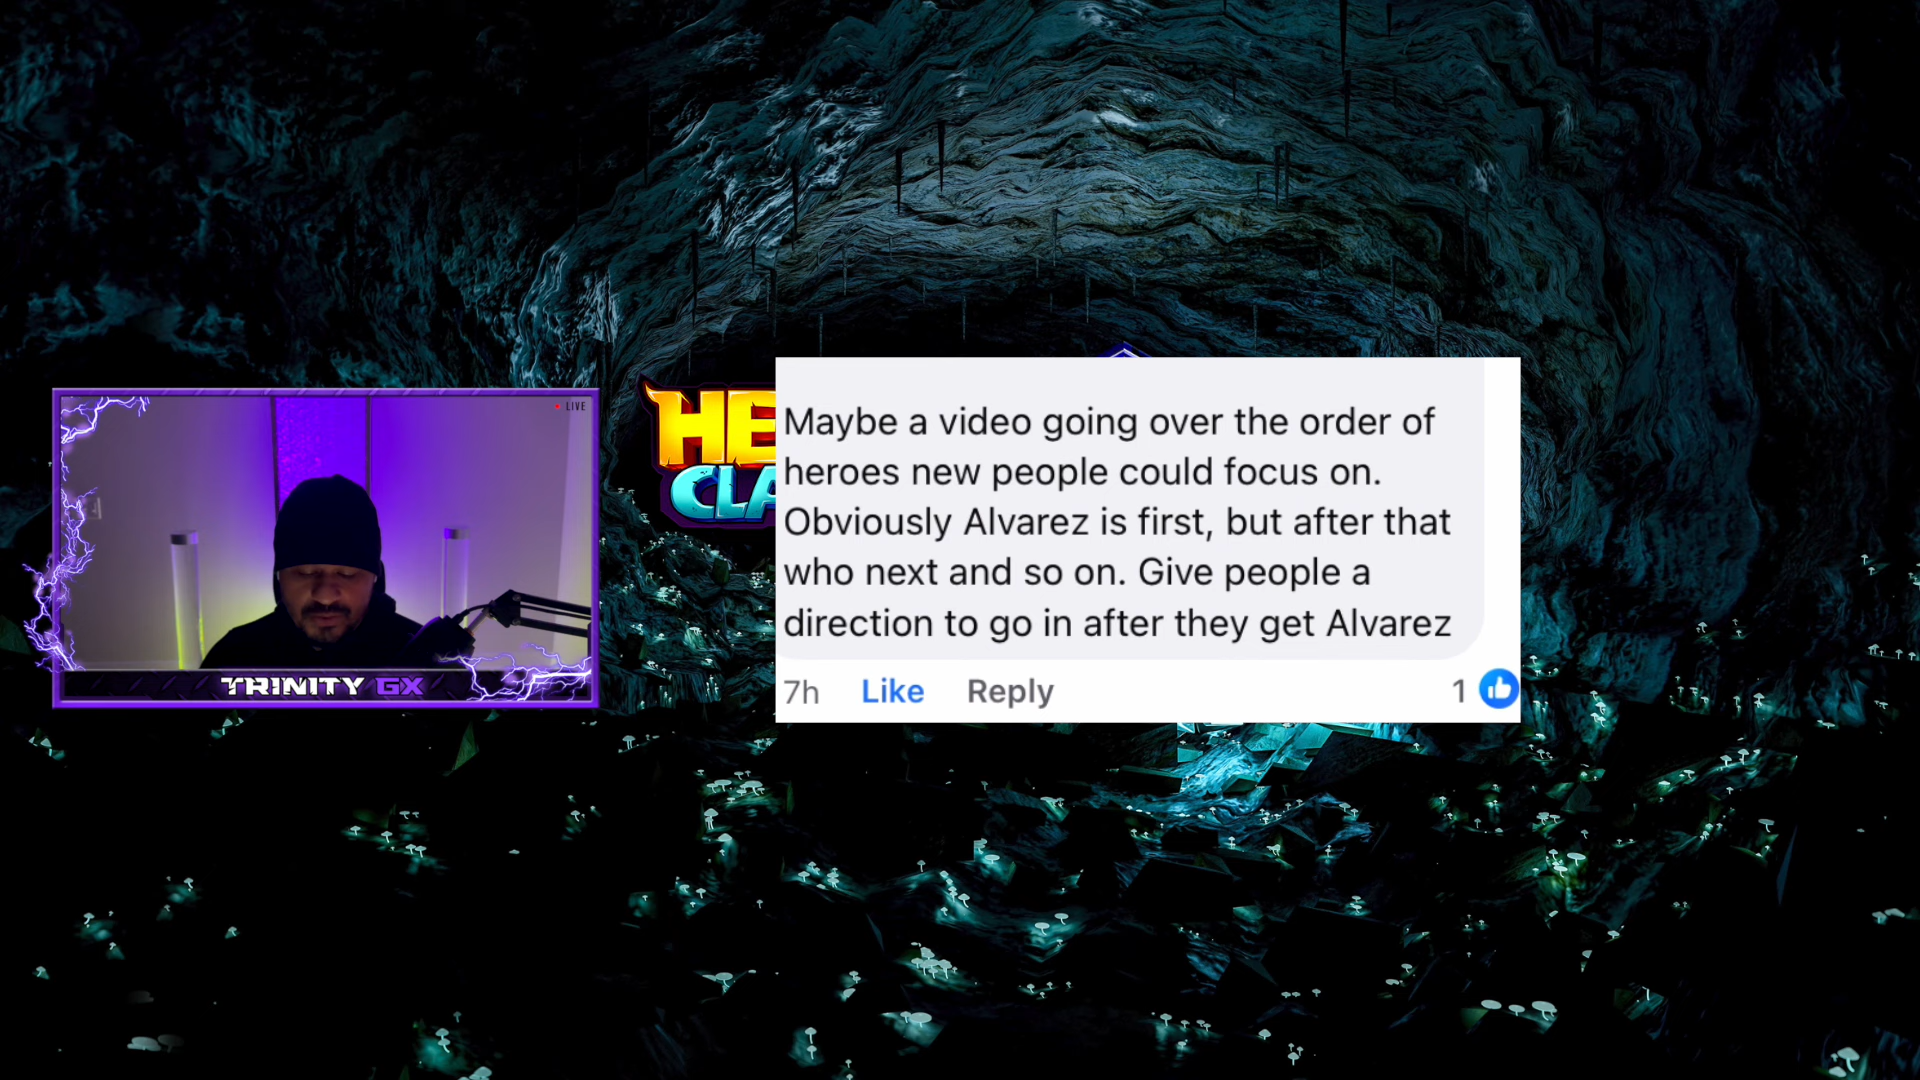 LIVE
TRINITY GX
HE
CLA
Maybe a video going over the order of
heroes new people could focus on.
Obviously Alvarez is first, but after that
who next and so on. Give people a
direction to go in after they get Alvarez
7h Like Reply 1